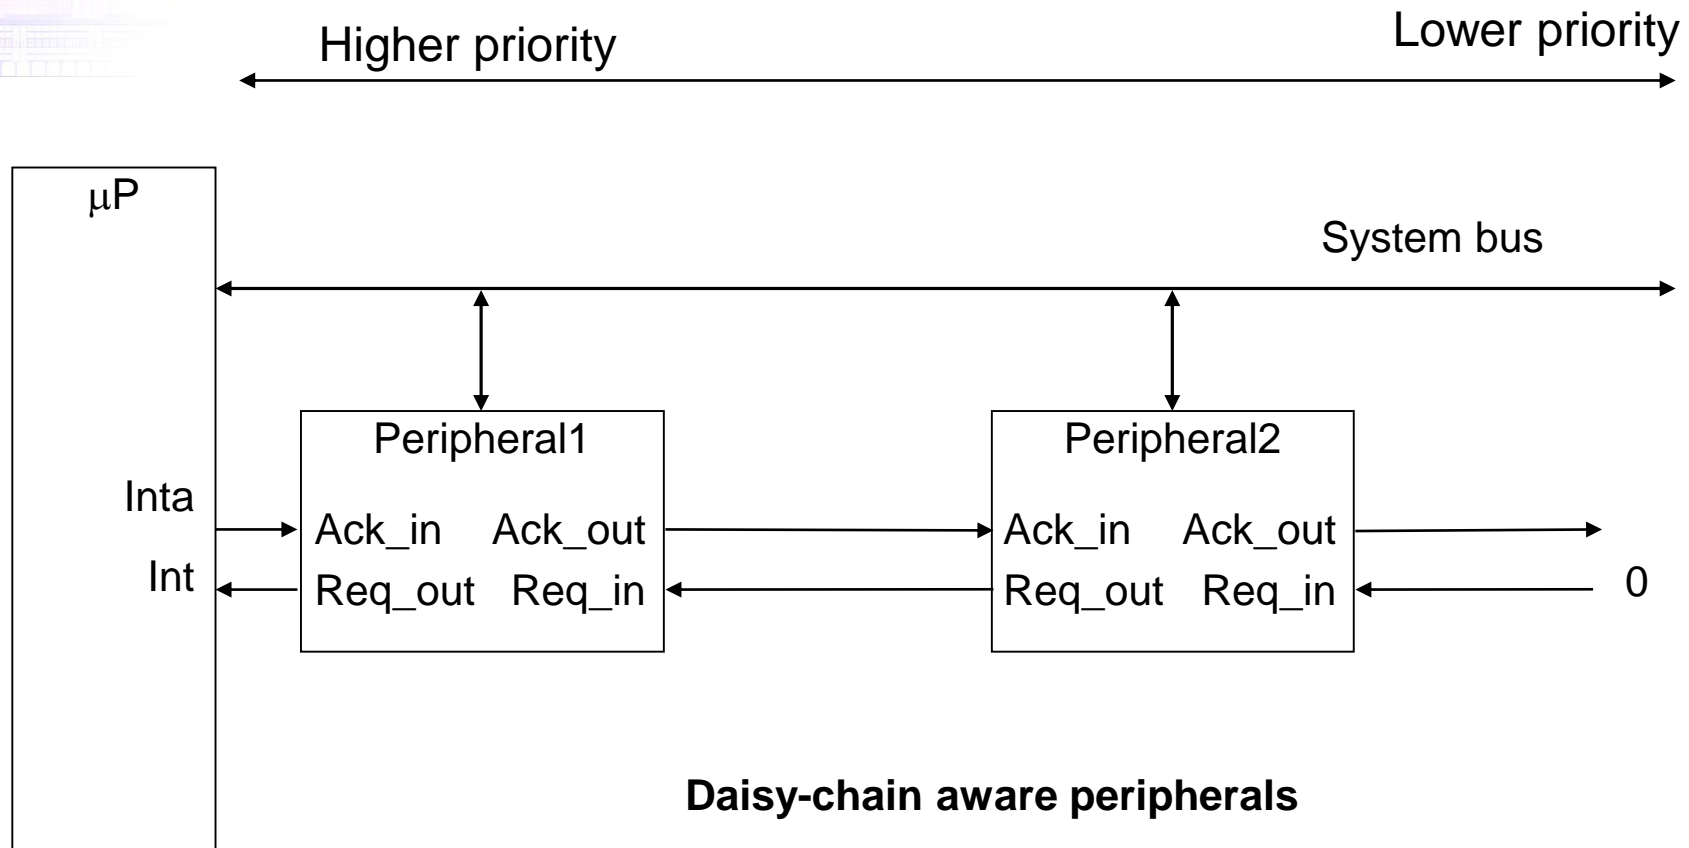 Higher priority
Lower priority
μP
System bus
Peripheral1
Peripheral2
Inta
Ack_in Ack_out
Ack_in Ack_out
Int
Req_out Req_in
Req_out Req_in
0
Daisy-chain aware peripherals